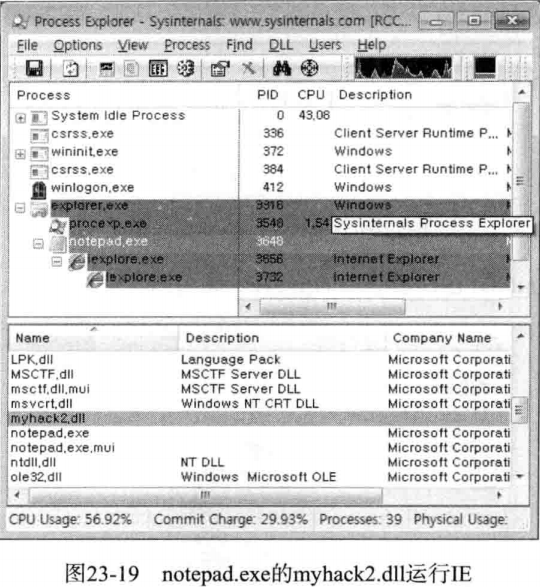 Process Explorer - Sysinternals: www.sysinternals.com [RCC...
File Options View Process Find DLL Users Help
Process PID CPU Description
System Idle Process 0 43,06
csrss,exe 336 Client Server Runtime P...
wininit,exe 372 Windows
csrss,exe 384 Client Server Runtime P...
winlogon,exe 412 Windows
explorer,exe 3316 Windows
procexp,exe 3548 1,54 Sysinternals Process Explorer
notepad,exe 3648
iexplore,exe 3656 Internet Explorer
iexplore,exe 3732 Internet Explorer
Name Description Company Name
LPK,dll Language Pack Microsoft Corporati
MSCTF,dll MSCTF Server DLL Microsoft Corporati
msctf,dll,mui MSCTF Server DLL Microsoft Corporati
msvcrt,dll Windows NT CRT DLL Microsoft Corporati
myhack2,dll
notepad,exe Microsoft Corporati
notepad,exe,mui Microsoft Corporati
ntdll,dll NT DLL Microsoft Corporati
ole32,dll Windows Microsoft OLE Microsoft Corporati
CPU Usage: 56.92% Commit Charge: 29.93% Processes: 39 Physical Usage:
图23-19 notepad.exe的myhack2.dll运行IE